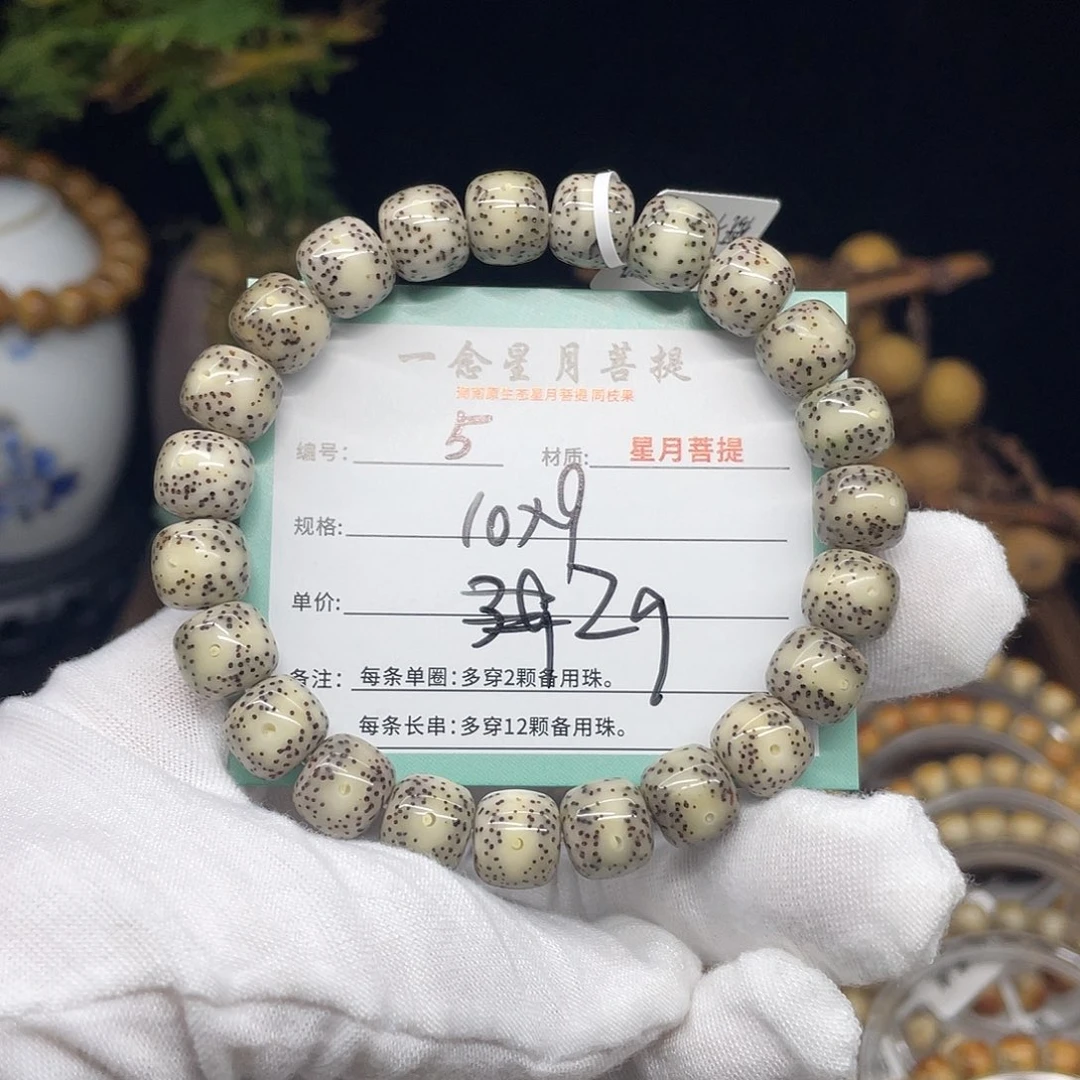 一念星月菩提
海南原生态星月菩提同枝果
编号: 5 材质: 星月菩提
规格: 10x9
单价: 29
备注: 每条单圈:多穿2颗备用珠。
每条长串:多穿12颗备用珠。